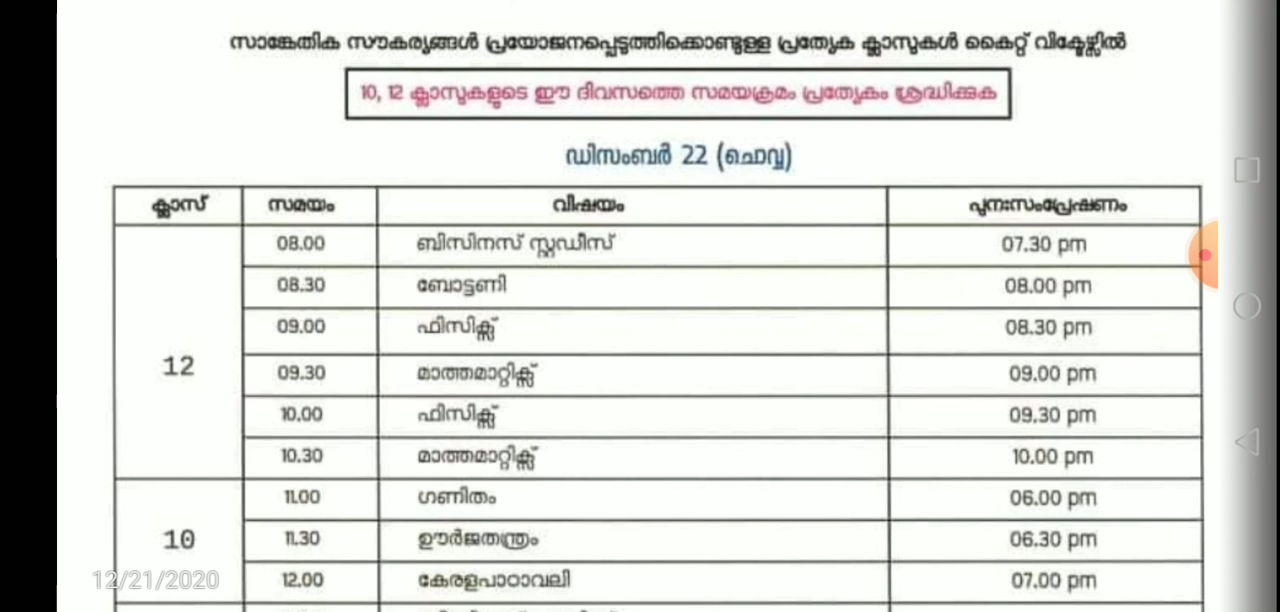 സാങ്കേതിക സൗകര്യങ്ങൾ പ്രയോജനപ്പെടുത്തിക്കൊണ്ടുള്ള പ്രത്യേക ക്ലാസുകൾ കൈറ്റ് വിക്ടേഴ്സിൽ
10, 12 ക്ലാസുകളുടെ ഈ ദിവസത്തെ സമയക്രമം പ്രത്യേകം ശ്രദ്ധിക്കുക
ഡിസംബർ 22 (ചൊവ്വ)
ക്ലാസ് സമയം വിഷയം പുനഃസംപ്രേഷണം
08.00 ബിസിനസ് സ്റ്റഡീസ് 07.30 pm
08.30 ബോട്ടണി 08.00 pm
09.00 ഫിസിക്സ് 08.30 pm
12 09.30 മാത്തമാറ്റിക്സ് 09.00 pm
10.00 ഫിസിക്സ് 09.30 pm
10.30 മാത്തമാറ്റിക്സ് 10.00 pm
11.00 ഗണിതം 06.00 pm
10 11.30 ഊർജതന്ത്രം 06.30 pm
12.00 കേരളപാഠാവലി 07.00 pm
12/21/2020